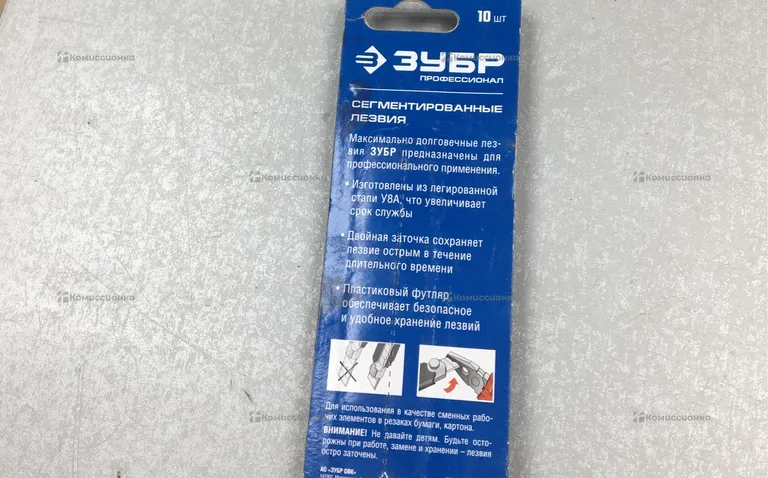 10 шт
ЗУБР
ПРОФЕССИОНАЛ
СЕГМЕНТИРОВАННЫЕ
ЛЕЗВИЯ
Максимально долговечные лез-
вия ЗУБР предназначены для
профессионального применения.
• Изготовлены из легированной
стали У8А, что увеличивает
срок службы
• Двойная заточка сохраняет
лезвие острым в течение
длительного времени
• Пластиковый футляр
обеспечивает безопасное
и удобное хранение лезвий
Для использования в качестве сменных рабо-
чих элементов в резаках бумаги, картона.
ВНИМАНИЕ! Не давайте детям. Будьте осто-
рожны при работе, замене и хранении – лезвия
остро заточены.
АО «ЗУБР ОВК»
Комиссионка
Комиссионка
Комиссионка
Комиссионка
Комиссионка
Комиссионка
Комиссионка
Комиссионка